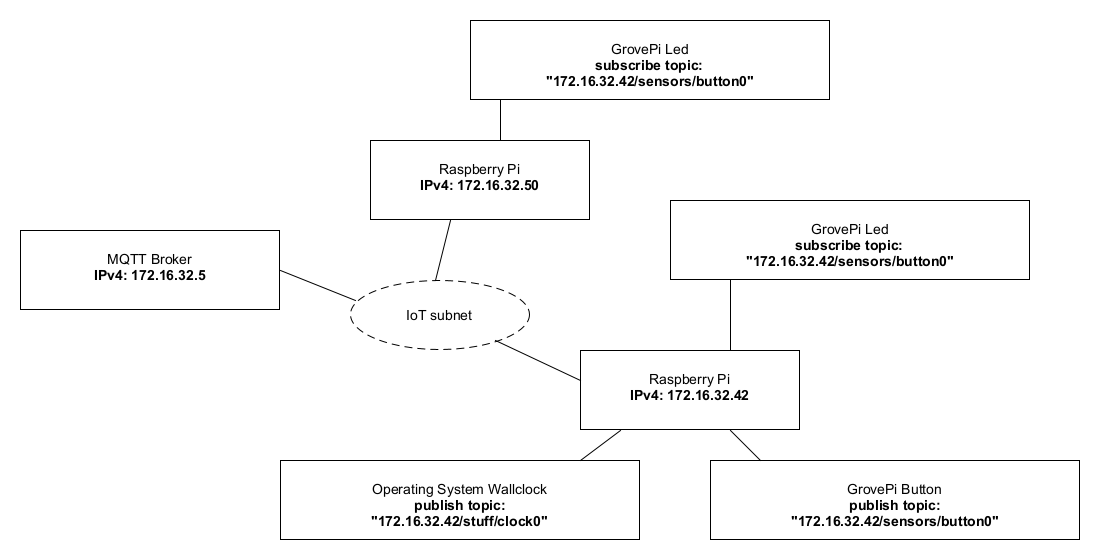 GrovePi Led
subscribe topic:
"172.16.32.42/sensors/button0"
Raspberry Pi
IPv4: 172.16.32.50
GrovePi Led
subscribe topic:
"172.16.32.42/sensors/button0"
MQTT Broker
IPv4: 172.16.32.5
IoT subnet
Raspberry Pi
IPv4: 172.16.32.42
Operating System Wallclock
publish topic:
"172.16.32.42/stuff/clock0"
GrovePi Button
publish topic:
"172.16.32.42/sensors/button0"